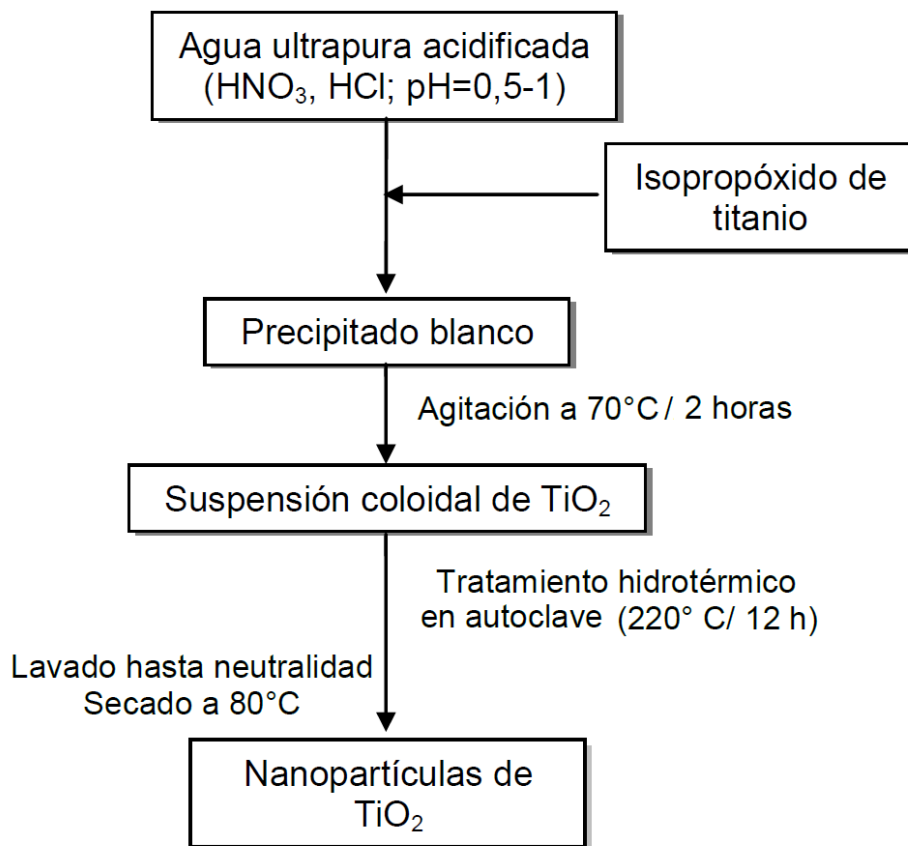 Agua ultrapura acidificada
(HNO₃, HCl; pH=0,5-1)
Isopropóxido de
titanio
Precipitado blanco
Agitación a 70°C / 2 horas
Suspensión coloidal de TiO₂
Tratamiento hidrotérmico
en autoclave (220° C/ 12 h)
Lavado hasta neutralidad
Secado a 80°C
Nanopartículas de
TiO₂